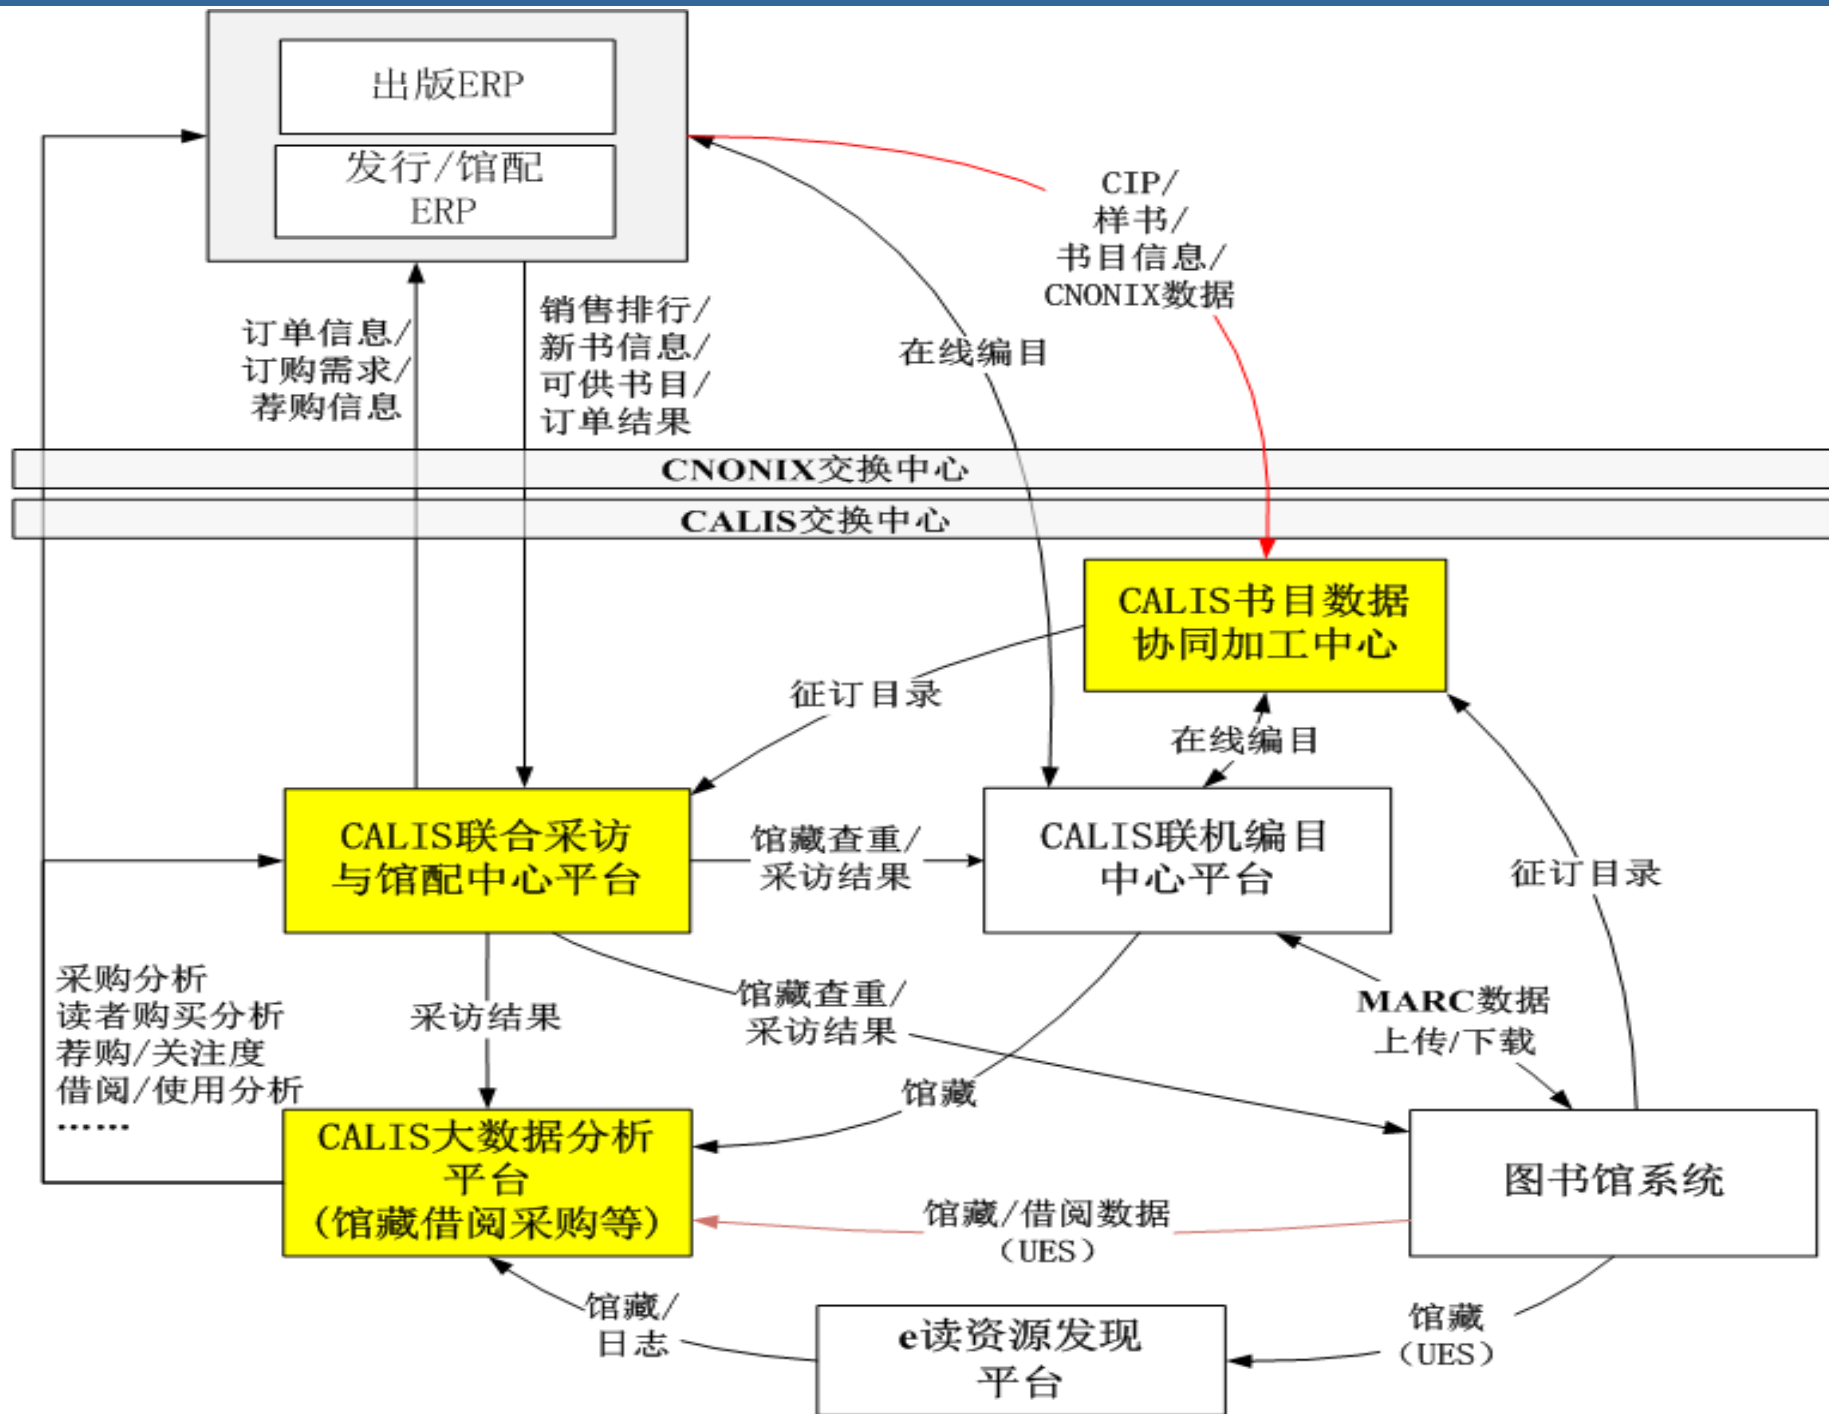 出版ERP
发行/馆配
ERP
CIP/
样书/
书目信息/
CNONIX数据
订单信息/
订购需求/
荐购信息
销售排行/
新书信息/
可供书目/
订单结果
在线编目
CNONIX交换中心
CALIS交换中心
CALIS书目数据
协同加工中心
征订目录
在线编目
CALIS联合采访
与馆配中心平台
馆藏查重/
采访结果
CALIS联机编目
中心平台
征订目录
采购分析
读者购买分析
荐购/关注度
借阅/使用分析
……
采访结果
馆藏查重/
采访结果
MARC数据
上传/下载
馆藏
CALIS大数据分析
平台
(馆藏借阅采购等)
图书馆系统
馆藏/借阅数据
（UES）
馆藏/
日志
e读资源发现
平台
馆藏
（UES）